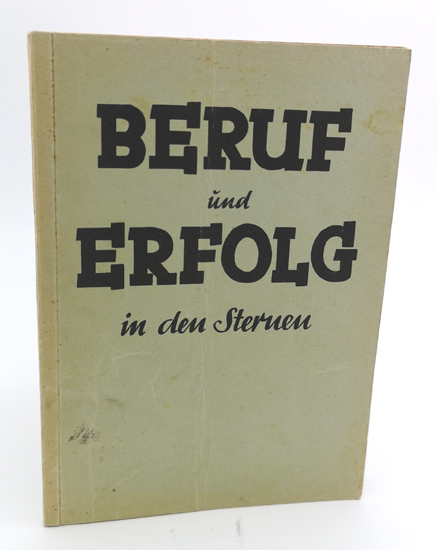 BERUF
und
ERFOLG
in den Sternen